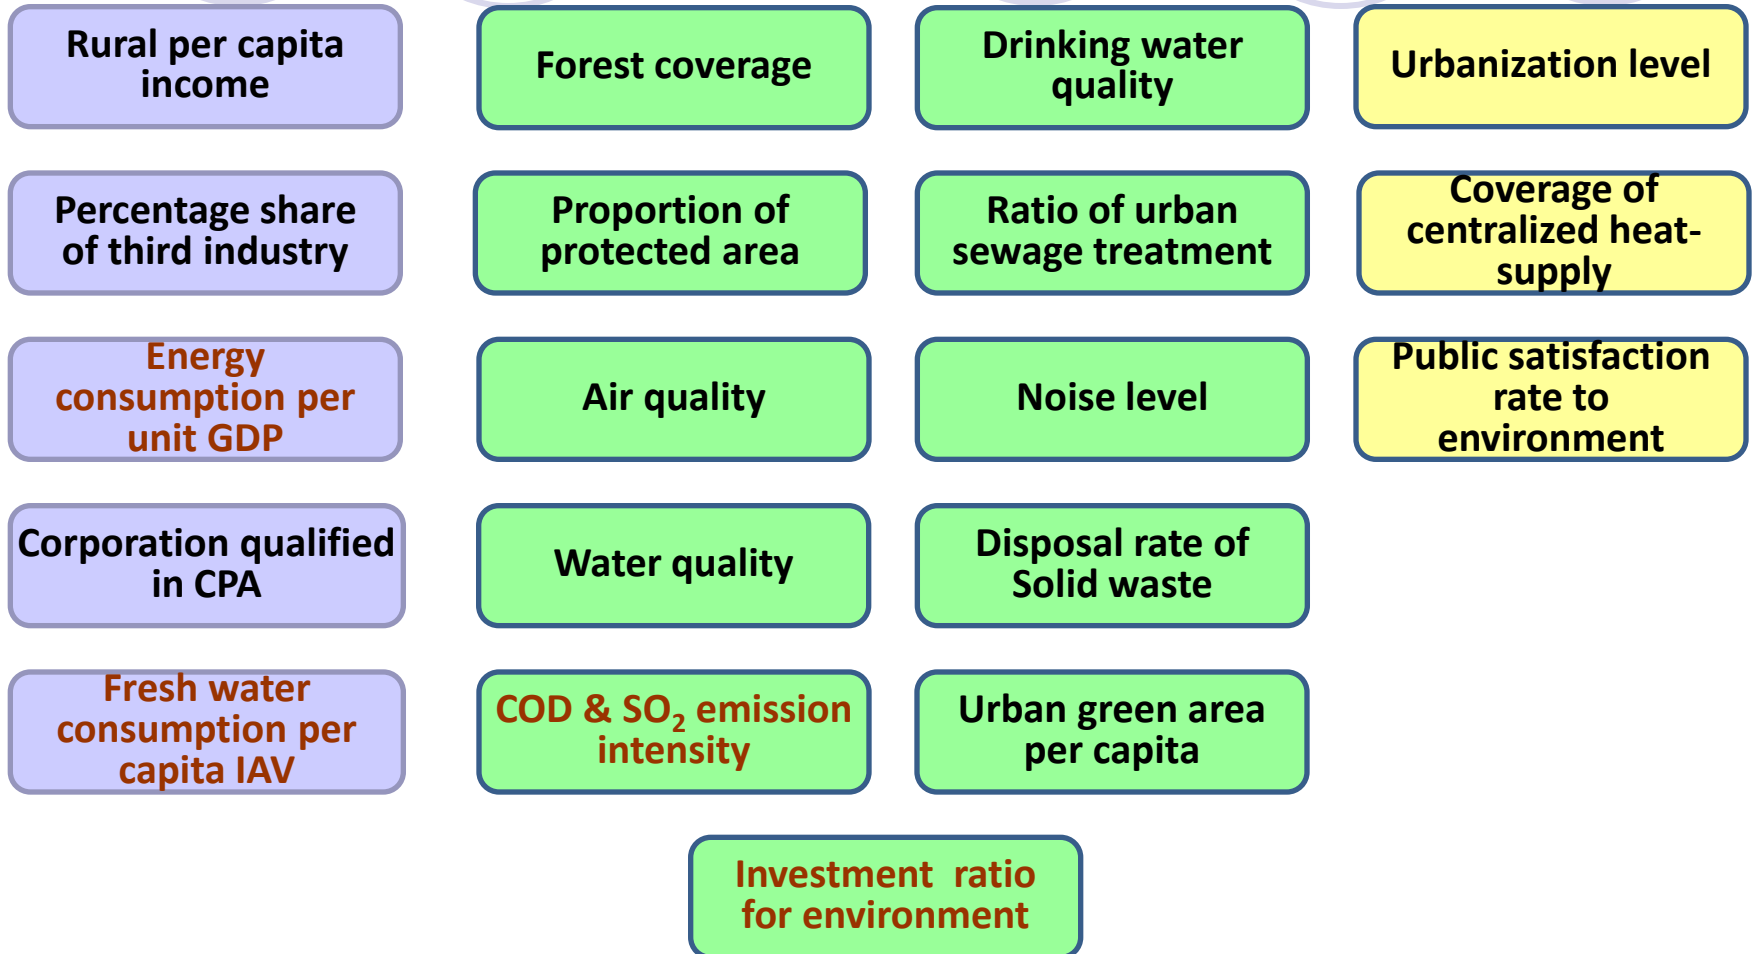 Rural per capita
income
Forest coverage
Drinking water
quality
Urbanization level
Percentage share
of third industry
Proportion of
protected area
Ratio of urban
sewage treatment
Coverage of
centralized heat-
supply
Energy
consumption per
unit GDP
Air quality
Noise level
Public satisfaction
rate to
environment
Corporation qualified
in CPA
Water quality
Disposal rate of
Solid waste
Fresh water
consumption per
capita IAV
COD & SO₂ emission
intensity
Urban green area
per capita
Investment ratio
for environment